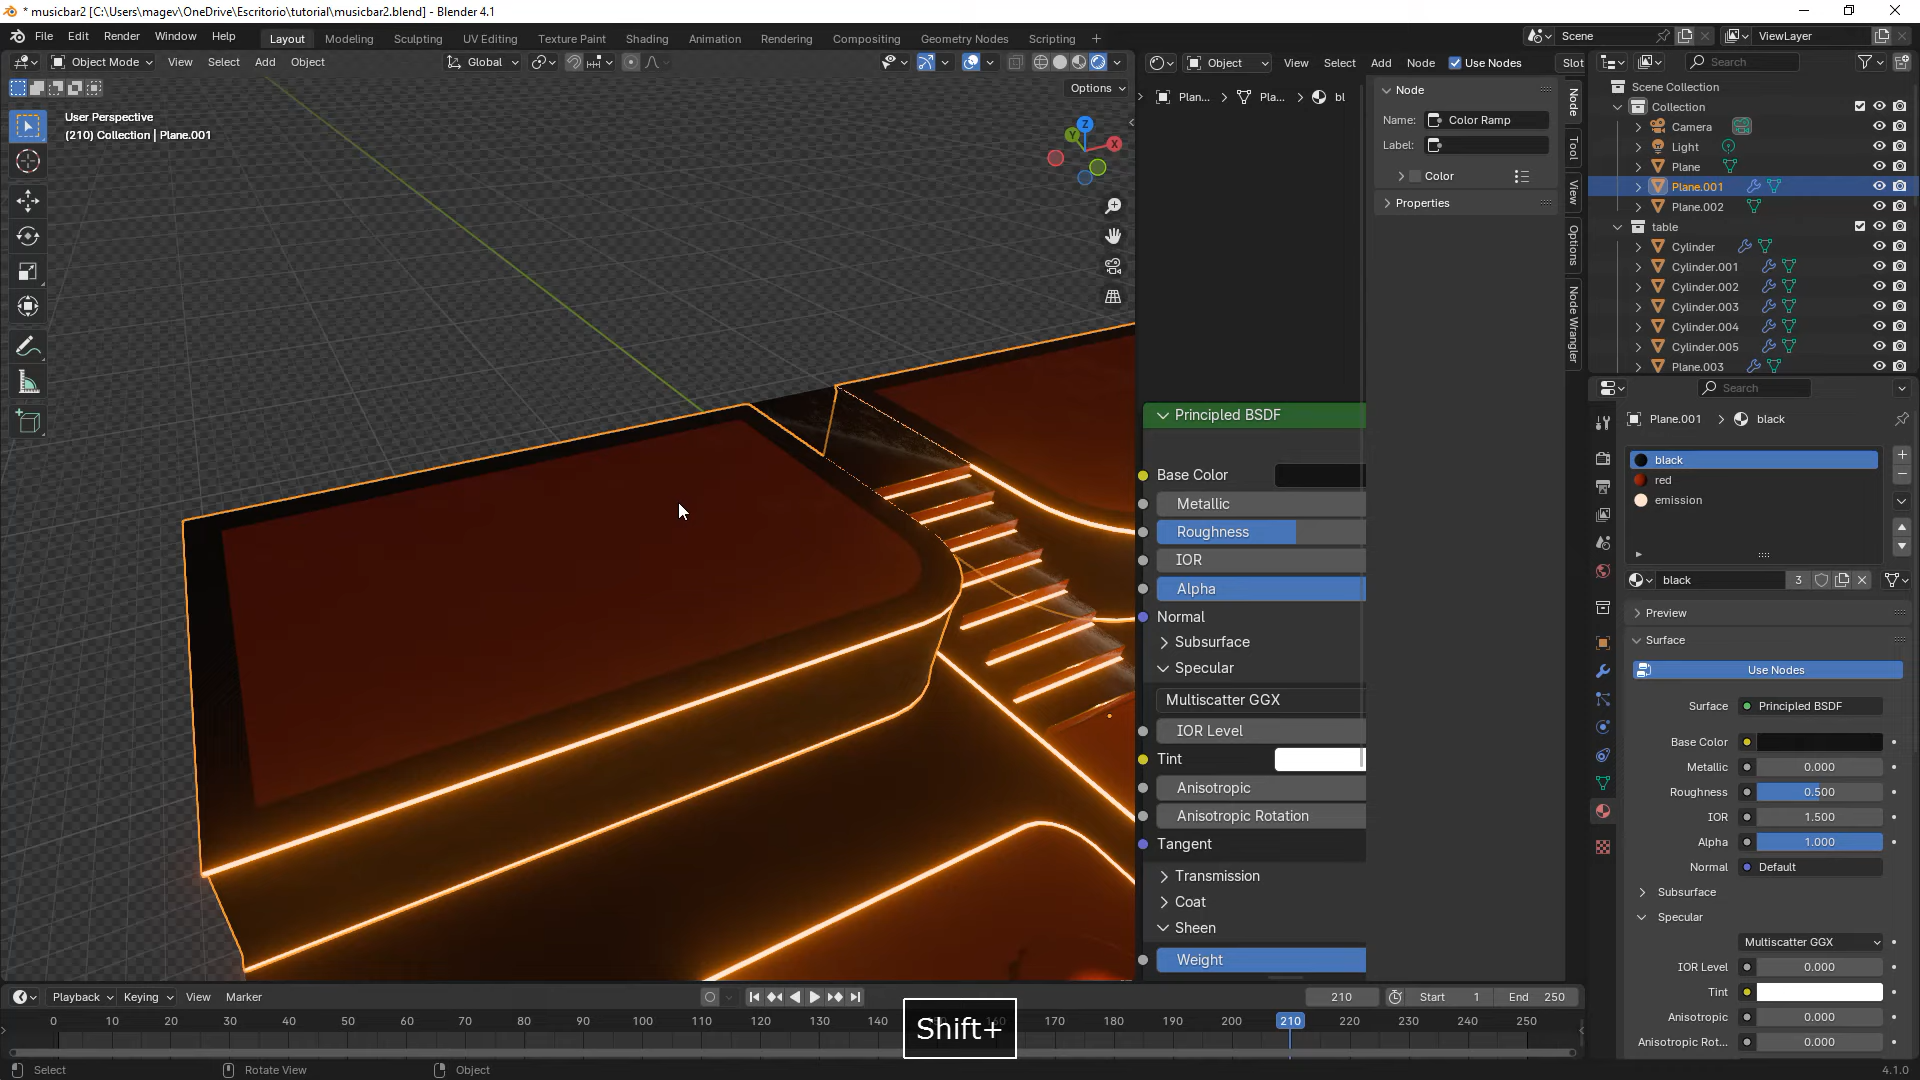 * musicbar2 [C:\Users\magev\OneDrive\Escritorio\tutorial\musicbar2.blend] - Blender 4.1
File Edit Render Window Help
Layout Modeling Sculpting UV Editing Texture Paint Shading Animation Rendering Compositing Geometry Nodes Scripting +
Scene ViewLayer
Object Mode View Select Add Object Global
Object View Select Add Node Use Nodes Slot
Search
Options
User Perspective
(210) Collection | Plane.001
Z
Y
X
Plan... > Pla... > bl
Node
Name: Color Ramp
Label:
Color
Properties
Node
Tool
View
Options
Node Wrangler
Scene Collection
Collection
Camera
Light
Plane
Plane.001
Plane.002
table
Cylinder
Cylinder.001
Cylinder.002
Cylinder.003
Cylinder.004
Cylinder.005
Plane.003
Principled BSDF
Base Color
Metallic
Roughness
IOR
Alpha
Normal
Subsurface
Specular
Multiscatter GGX
IOR Level
Tint
Anisotropic
Anisotropic Rotation
Tangent
Transmission
Coat
Sheen
Weight
Search
Plane.001 > black
black
red
emission
black 3
Preview
Surface
Use Nodes
Surface Principled BSDF
Base Color
Metallic 0.000
Roughness 0.500
IOR 1.500
Alpha 1.000
Normal Default
Subsurface
Specular
Multiscatter GGX
IOR Level 0.000
Tint
Anisotropic 0.000
Anisotropic Rot... 0.000
Playback Keying View Marker
210 Start 1 End 250
0 10 20 30 40 50 60 70 80 90 100 110 120 130 140 170 180 190 200 210 220 230 240 250
Shift+
Select Rotate View Object
4.1.0